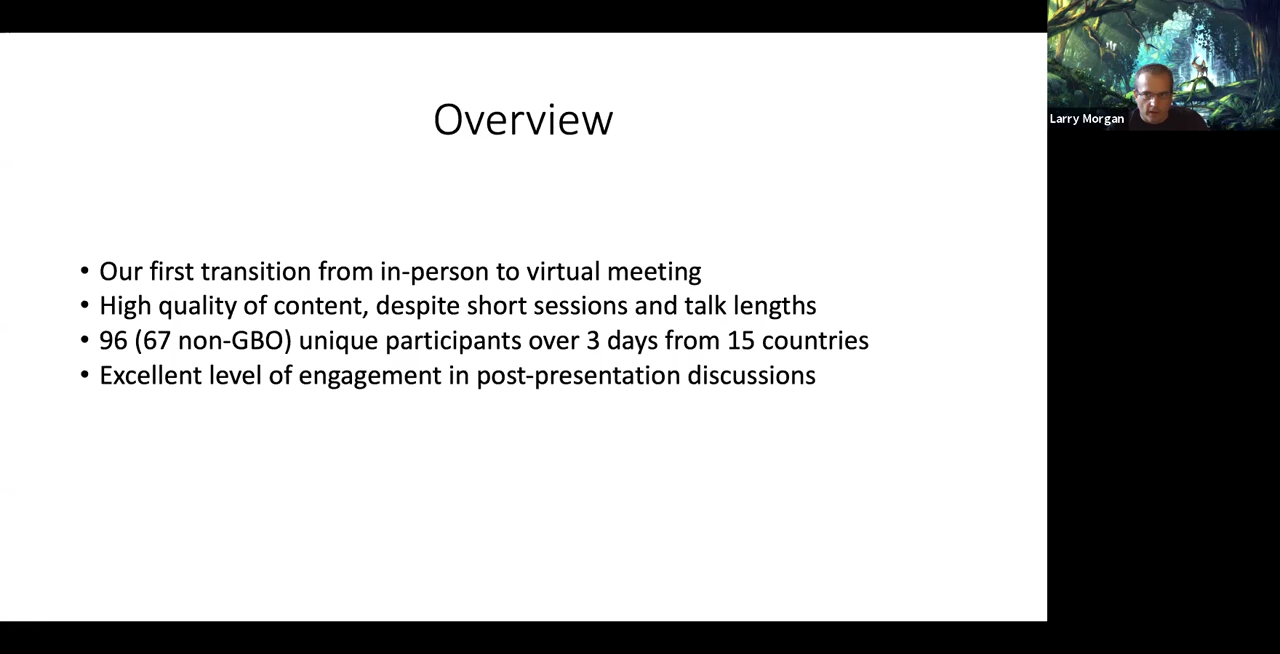 Overview
• Our first transition from in-person to virtual meeting
• High quality of content, despite short sessions and talk lengths
• 96 (67 non-GBO) unique participants over 3 days from 15 countries
• Excellent level of engagement in post-presentation discussions
Larry Morgan